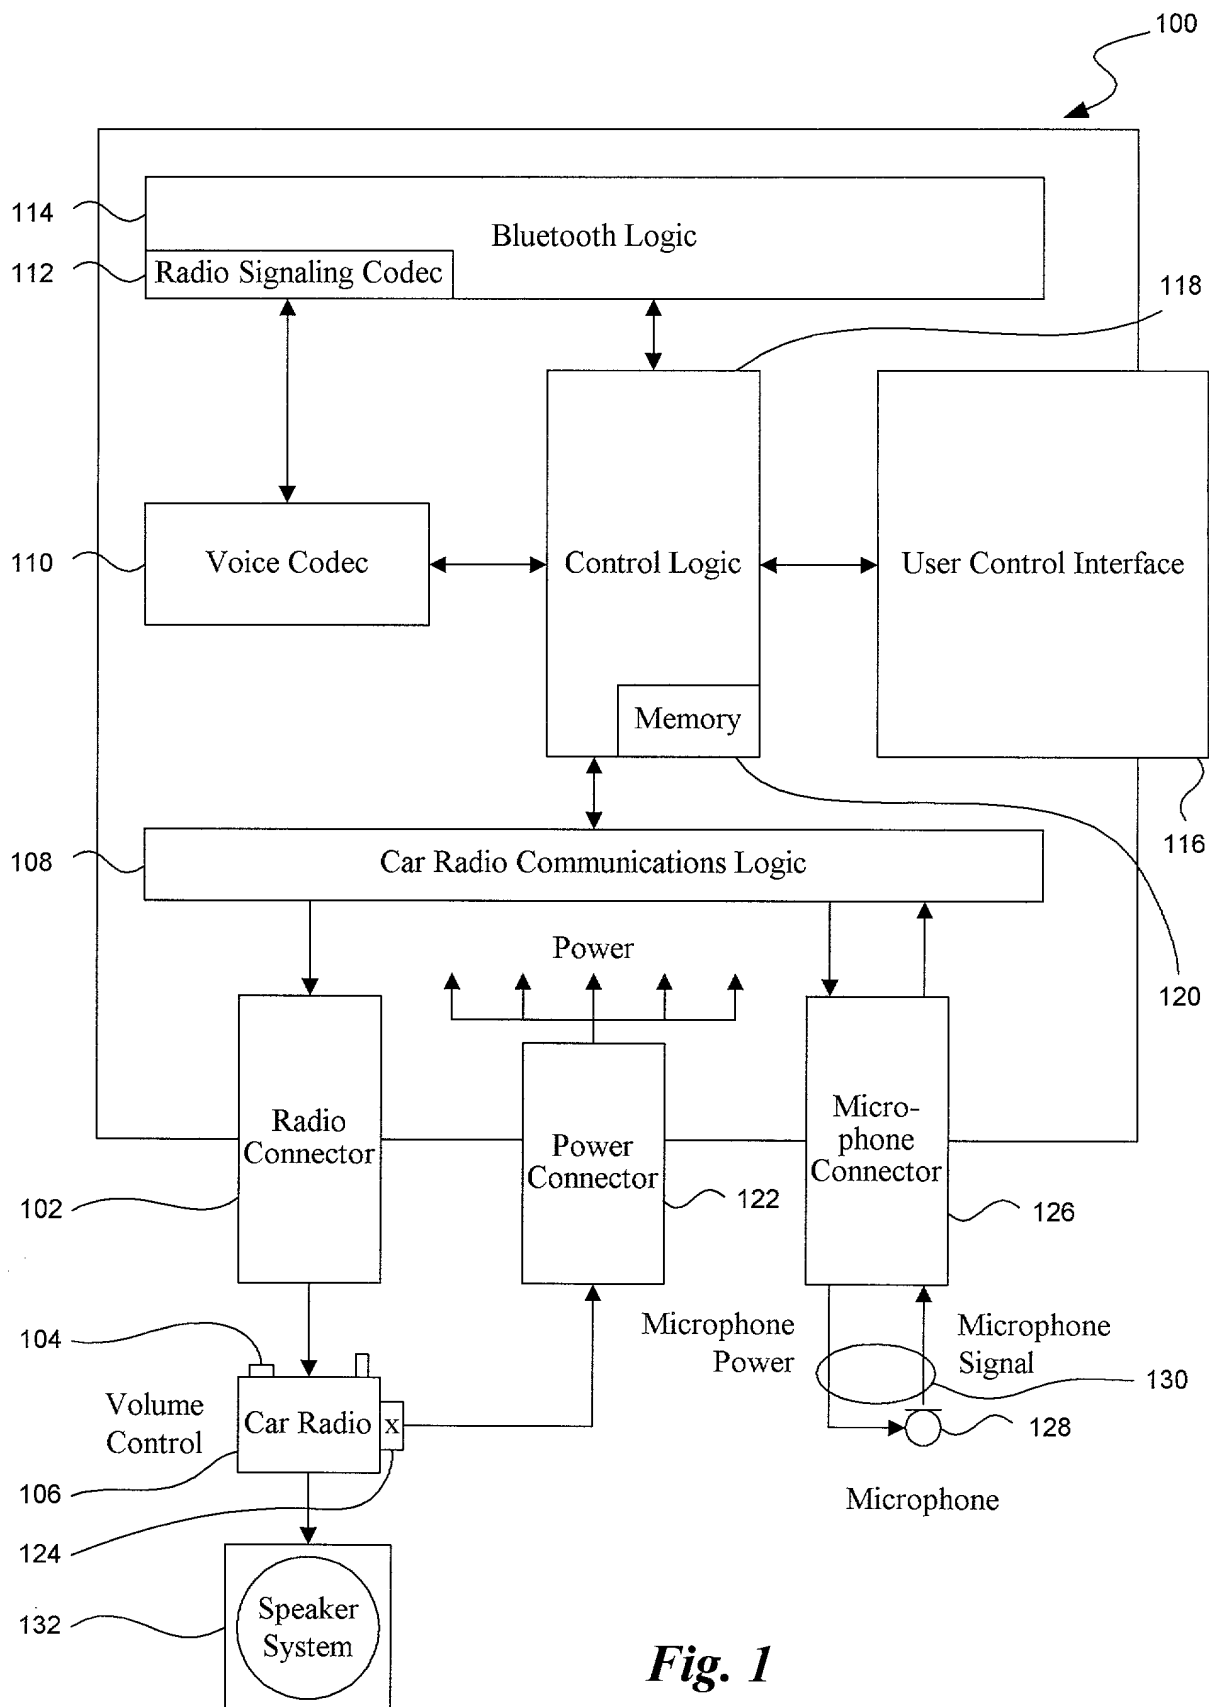 100
114
Bluetooth Logic
112
Radio Signaling Codec
118
110
Voice Codec
Control Logic
User Control Interface
Memory
116
108
Car Radio Communications Logic
Power
120
Radio
Connector
Power
Connector
Micro-
phone
Connector
102
122
126
104
Microphone
Power
Microphone
Signal
130
Volume
Control
Car Radio
X
128
106
Microphone
124
132
Speaker
System
Fig. 1